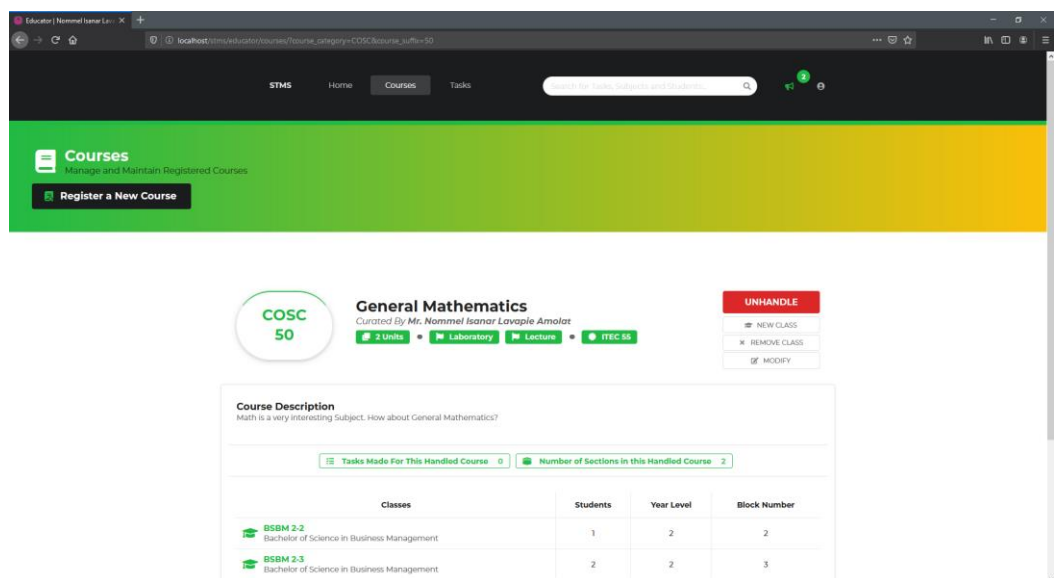 Educator | Nommel Isanar Lava
localhost/stms/educator/courses/?course_category=COSC&course_suffix=50
STMS Home Courses Tasks Search for Tasks, Subjects and Students... 2
Courses
Manage and Maintain Registered Courses
Register a New Course
COSC
50
General Mathematics
Curated By Mr. Nommel Isanar Lavapie Amolat
2 Units Laboratory Lecture ITEC 55
UNHANDLE
NEW CLASS
REMOVE CLASS
MODIFY
Course Description
Math is a very interesting Subject. How about General Mathematics?
Tasks Made For This Handled Course 0 Number of Sections in this Handled Course 2
Classes Students Year Level Block Number
BSBM 2-2
Bachelor of Science in Business Management 1 2 2
BSBM 2-3
Bachelor of Science in Business Management 2 2 3